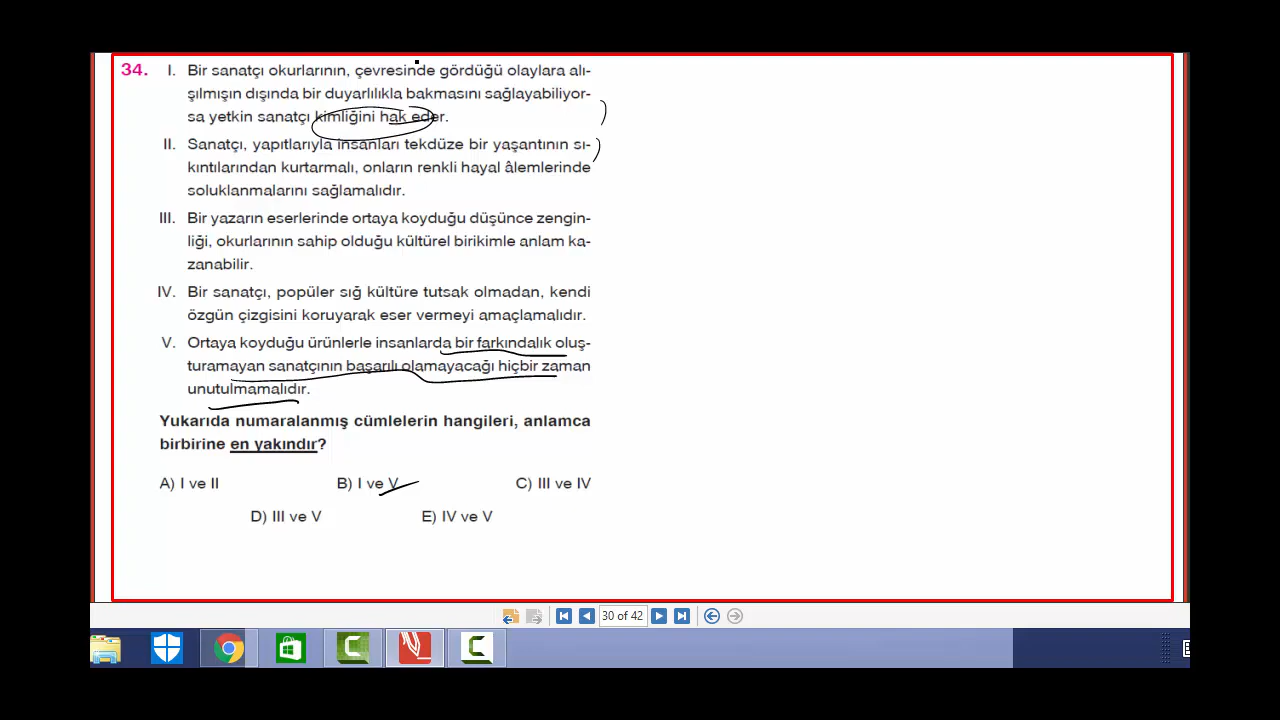 34. I. Bir sanatçı okurlarının, çevresinde gördüğü olaylara alı-
şılmışın dışında bir duyarlılıkla bakmasını sağlayabiliyor-
sa yetkin sanatçı kimliğini hak eder.
II. Sanatçı, yapıtlarıyla insanları tekdüze bir yaşantının sı-
kıntılarından kurtarmalı, onların renkli hayal âlemlerinde
soluklanmalarını sağlamalıdır.
III. Bir yazarın eserlerinde ortaya koyduğu düşünce zengin-
liği, okurlarının sahip olduğu kültürel birikimle anlam ka-
zanabilir.
IV. Bir sanatçı, popüler sığ kültüre tutsak olmadan, kendi
özgün çizgisini koruyarak eser vermeyi amaçlamalıdır.
V. Ortaya koyduğu ürünlerle insanlarda bir farkındalık oluş-
turamayan sanatçının başarılı olamayacağı hiçbir zaman
unutulmamalıdır.
Yukarıda numaralanmış cümlelerin hangileri, anlamca
birbirine en yakındır?
A) I ve II B) I ve V C) III ve IV
D) III ve V E) IV ve V
30 of 42